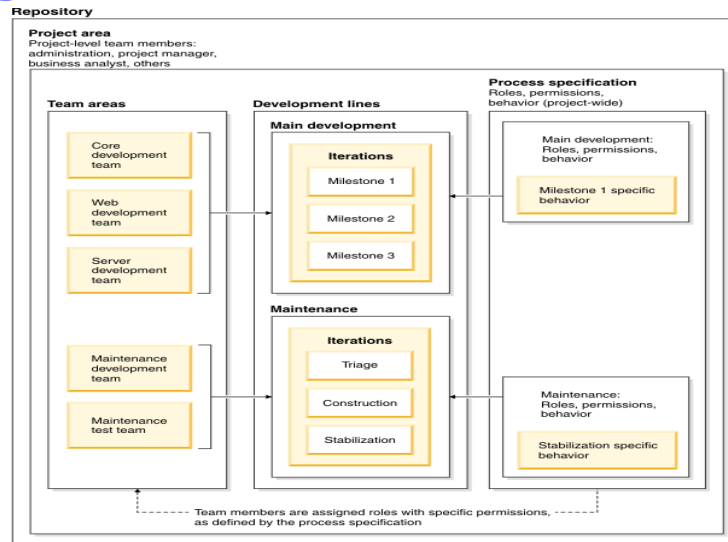 Repository
Project area
Project-level team members:
administration, project manager,
business analyst, others
Team areas
Core
development
team
Web
development
team
Server
development
team
Maintenance
development
team
Maintenance
test team
Development lines
Main development
Iterations
Milestone 1
Milestone 2
Milestone 3
Maintenance
Iterations
Triage
Construction
Stabilization
Process specification
Roles, permissions,
behavior (project-wide)
Main development:
Roles, permissions,
behavior
Milestone 1 specific
behavior
Maintenance:
Roles, permissions,
behavior
Stabilization specific
behavior
Team members are assigned roles with specific permissions,
as defined by the process specification